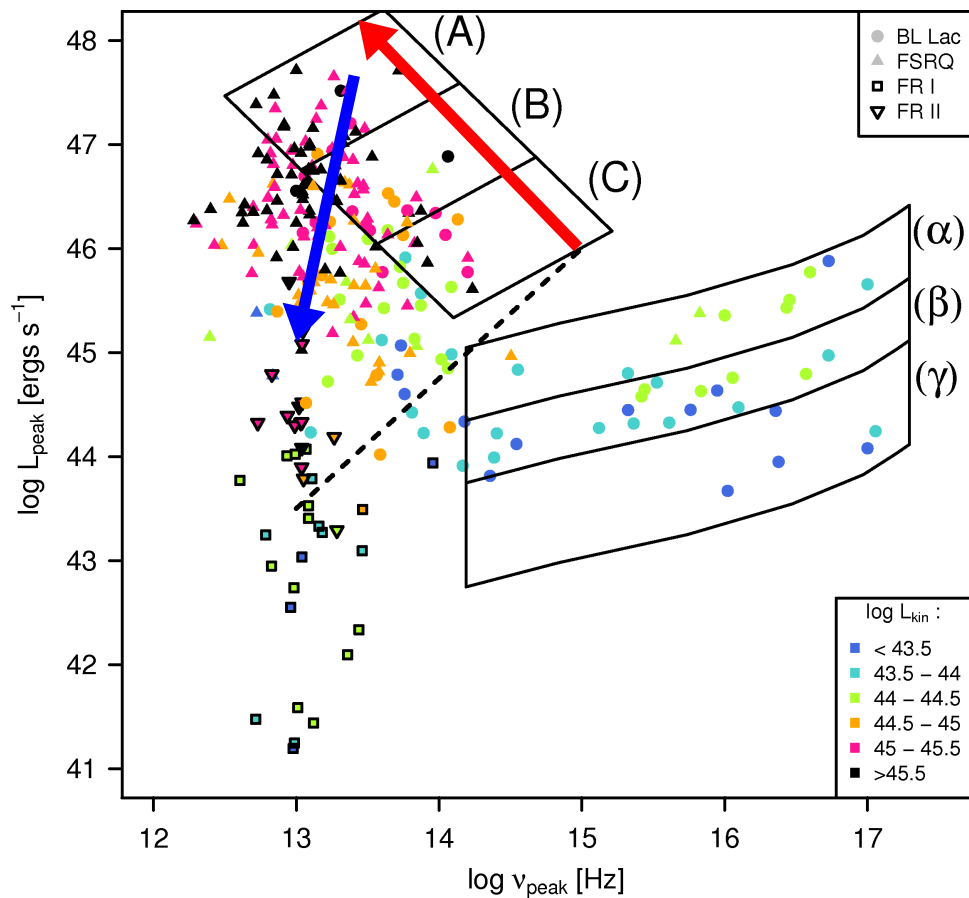 48
47
46
45
44
43
42
41
log L_peak [ergs s⁻¹]
12 13 14 15 16 17
log ν_peak [Hz]
(A)
(B)
(C)
(α)
(β)
(γ)
BL Lac
FSRQ
FR I
FR II
log L_kin :
< 43.5
43.5 − 44
44 − 44.5
44.5 − 45
45 − 45.5
>45.5